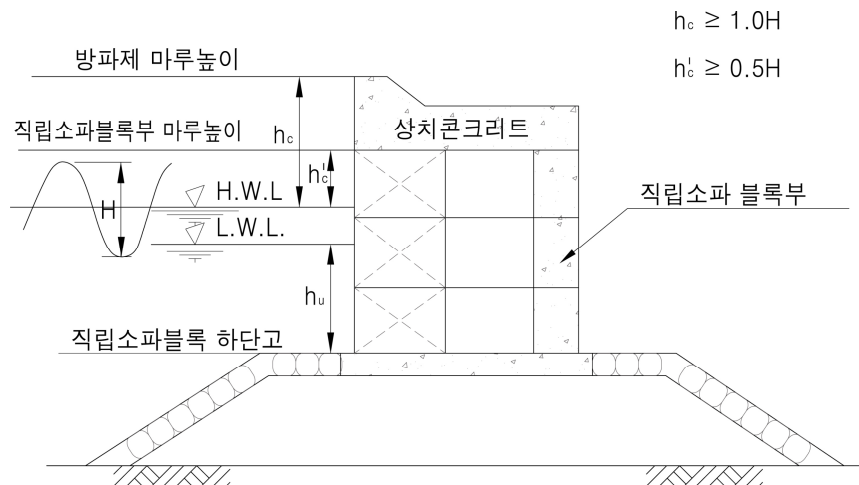 h꜀ ≥ 1.0H
방파제 마루높이
h꜀' ≥ 0.5H
직립소파블록부 마루높이
h꜀
상치콘크리트
h꜀'
H
H.W.L
직립소파 블록부
L.W.L.
hᵤ
직립소파블록 하단고